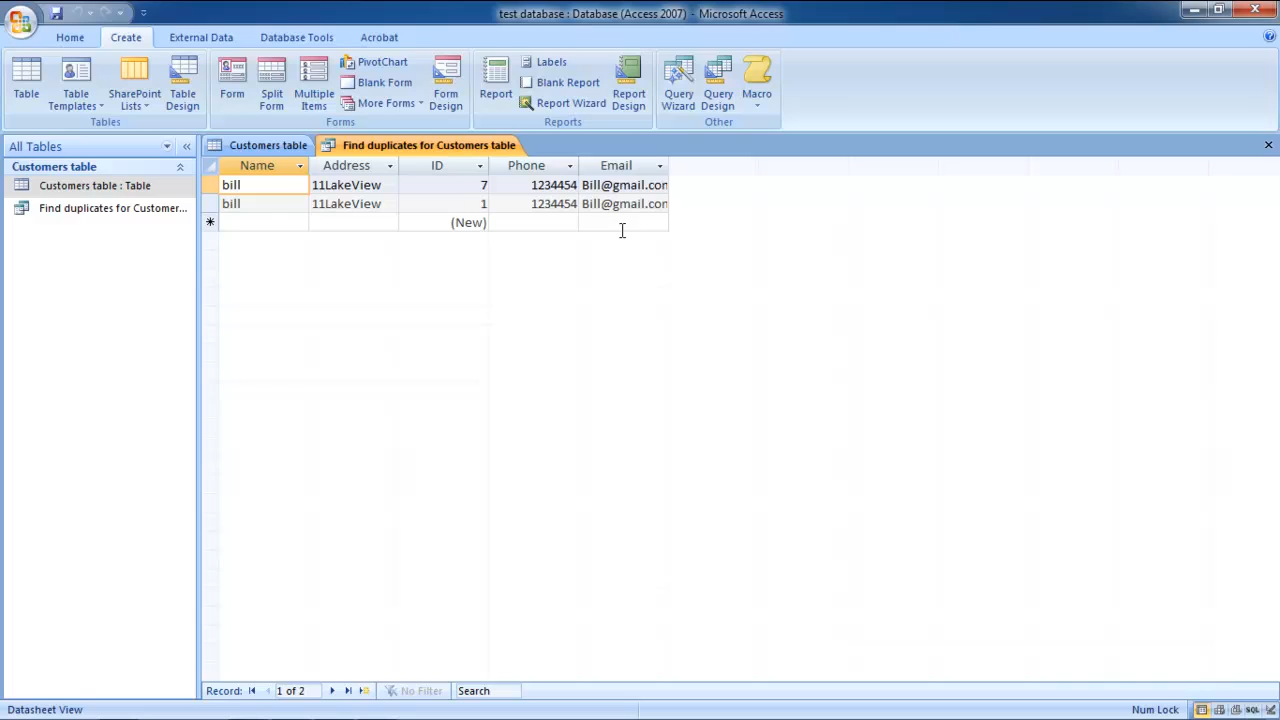 test database : Database (Access 2007) - Microsoft Access
Home Create External Data Database Tools Acrobat
Table Table Templates SharePoint Lists Table Design
Tables
Form Split Form Multiple Items PivotChart Blank Form More Forms Form Design
Forms
Report Labels Blank Report Report Wizard Report Design
Reports
Query Wizard Query Design Macro
Other
All Tables «
Customers table
Customers table : Table
Find duplicates for Customer...
Customers table Find duplicates for Customers table
Name Address ID Phone Email
bill 11LakeView 7 1234454 Bill@gmail.con
bill 11LakeView 1 1234454 Bill@gmail.con
* (New)
Record: 1 of 2 No Filter Search
Datasheet View Num Lock SQL